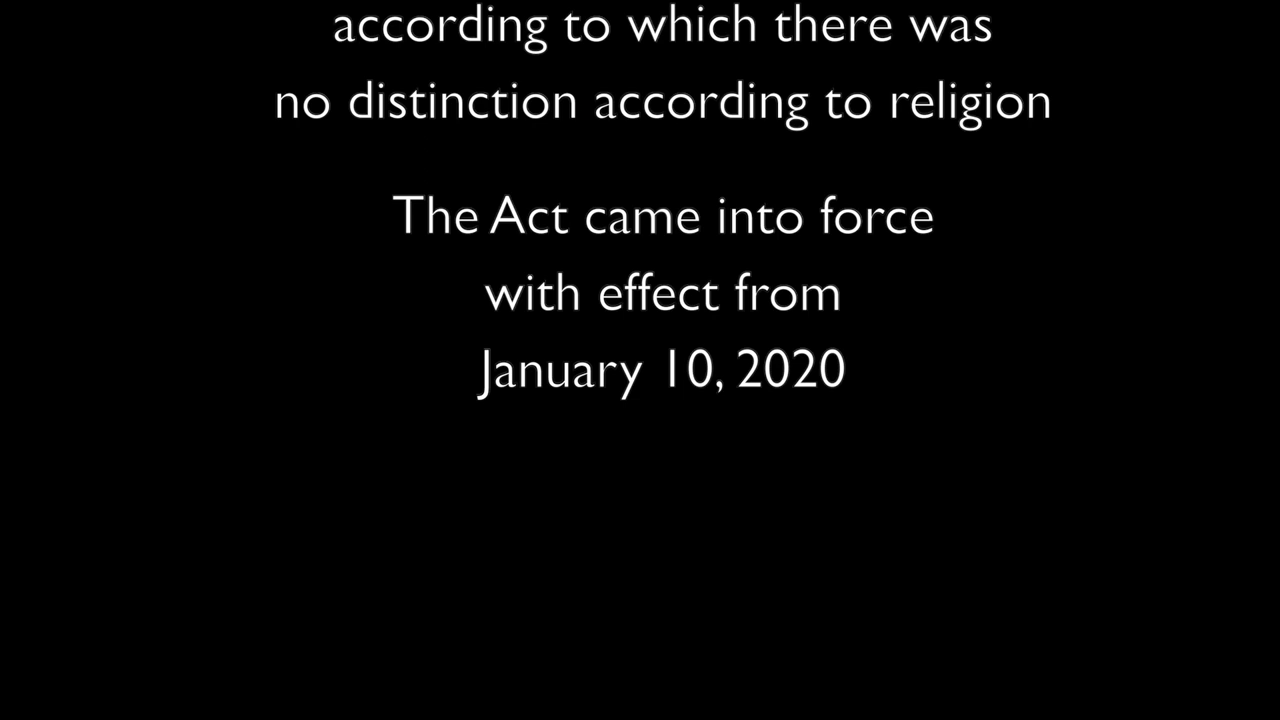 according to which there was
no distinction according to religion
The Act came into force
with effect from
January 10, 2020